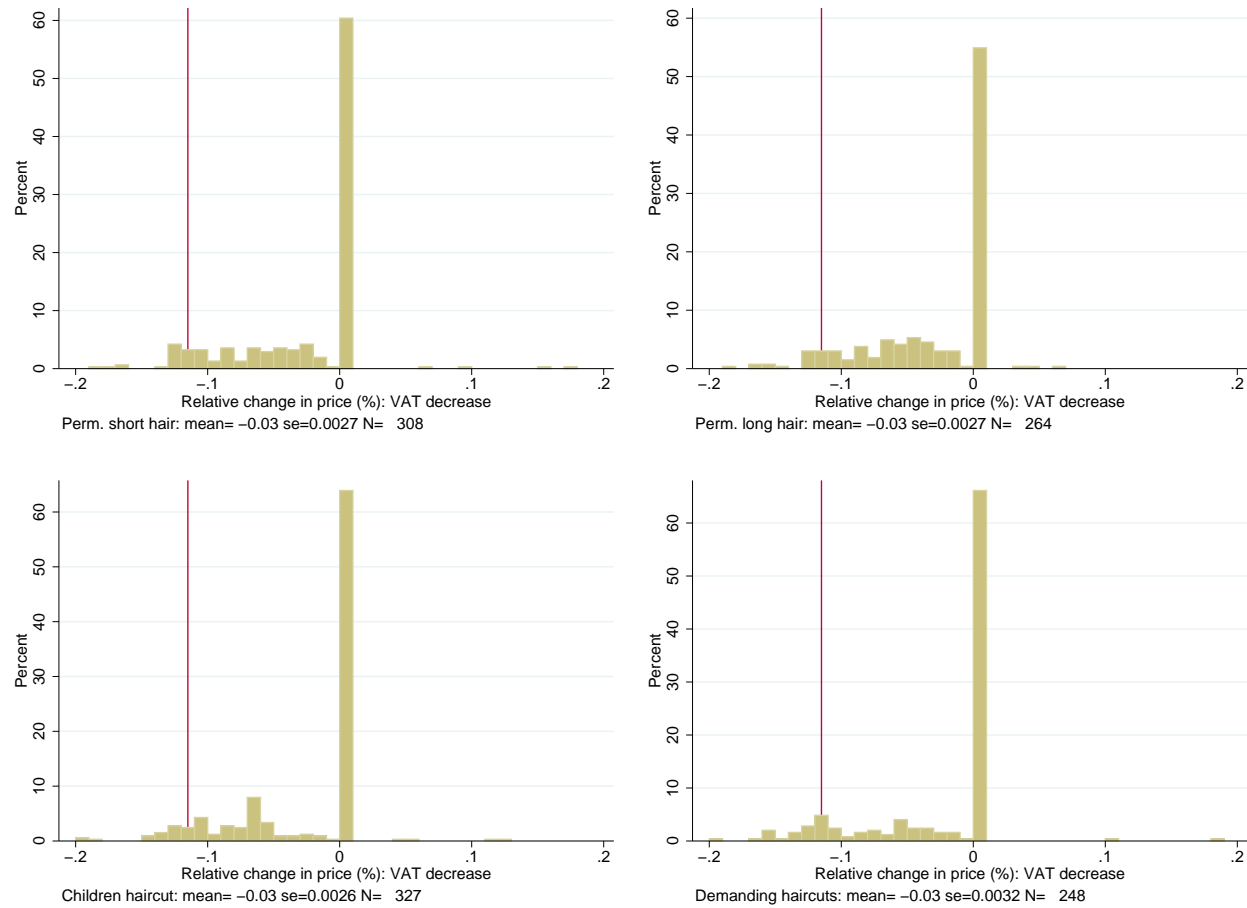 60
50
40
30
20
10
0
Percent
−.2 −.1 0 .1 .2
Relative change in price (%): VAT decrease
Perm. short hair: mean= −0.03 se=0.0027 N= 308
60
50
40
30
20
10
0
Percent
−.2 −.1 0 .1 .2
Relative change in price (%): VAT decrease
Perm. long hair: mean= −0.03 se=0.0027 N= 264
60
50
40
30
20
10
0
Percent
−.2 −.1 0 .1 .2
Relative change in price (%): VAT decrease
Children haircut: mean= −0.03 se=0.0026 N= 327
60
50
40
30
20
10
0
Percent
−.2 −.1 0 .1 .2
Relative change in price (%): VAT decrease
Demanding haircuts: mean= −0.03 se=0.0032 N= 248